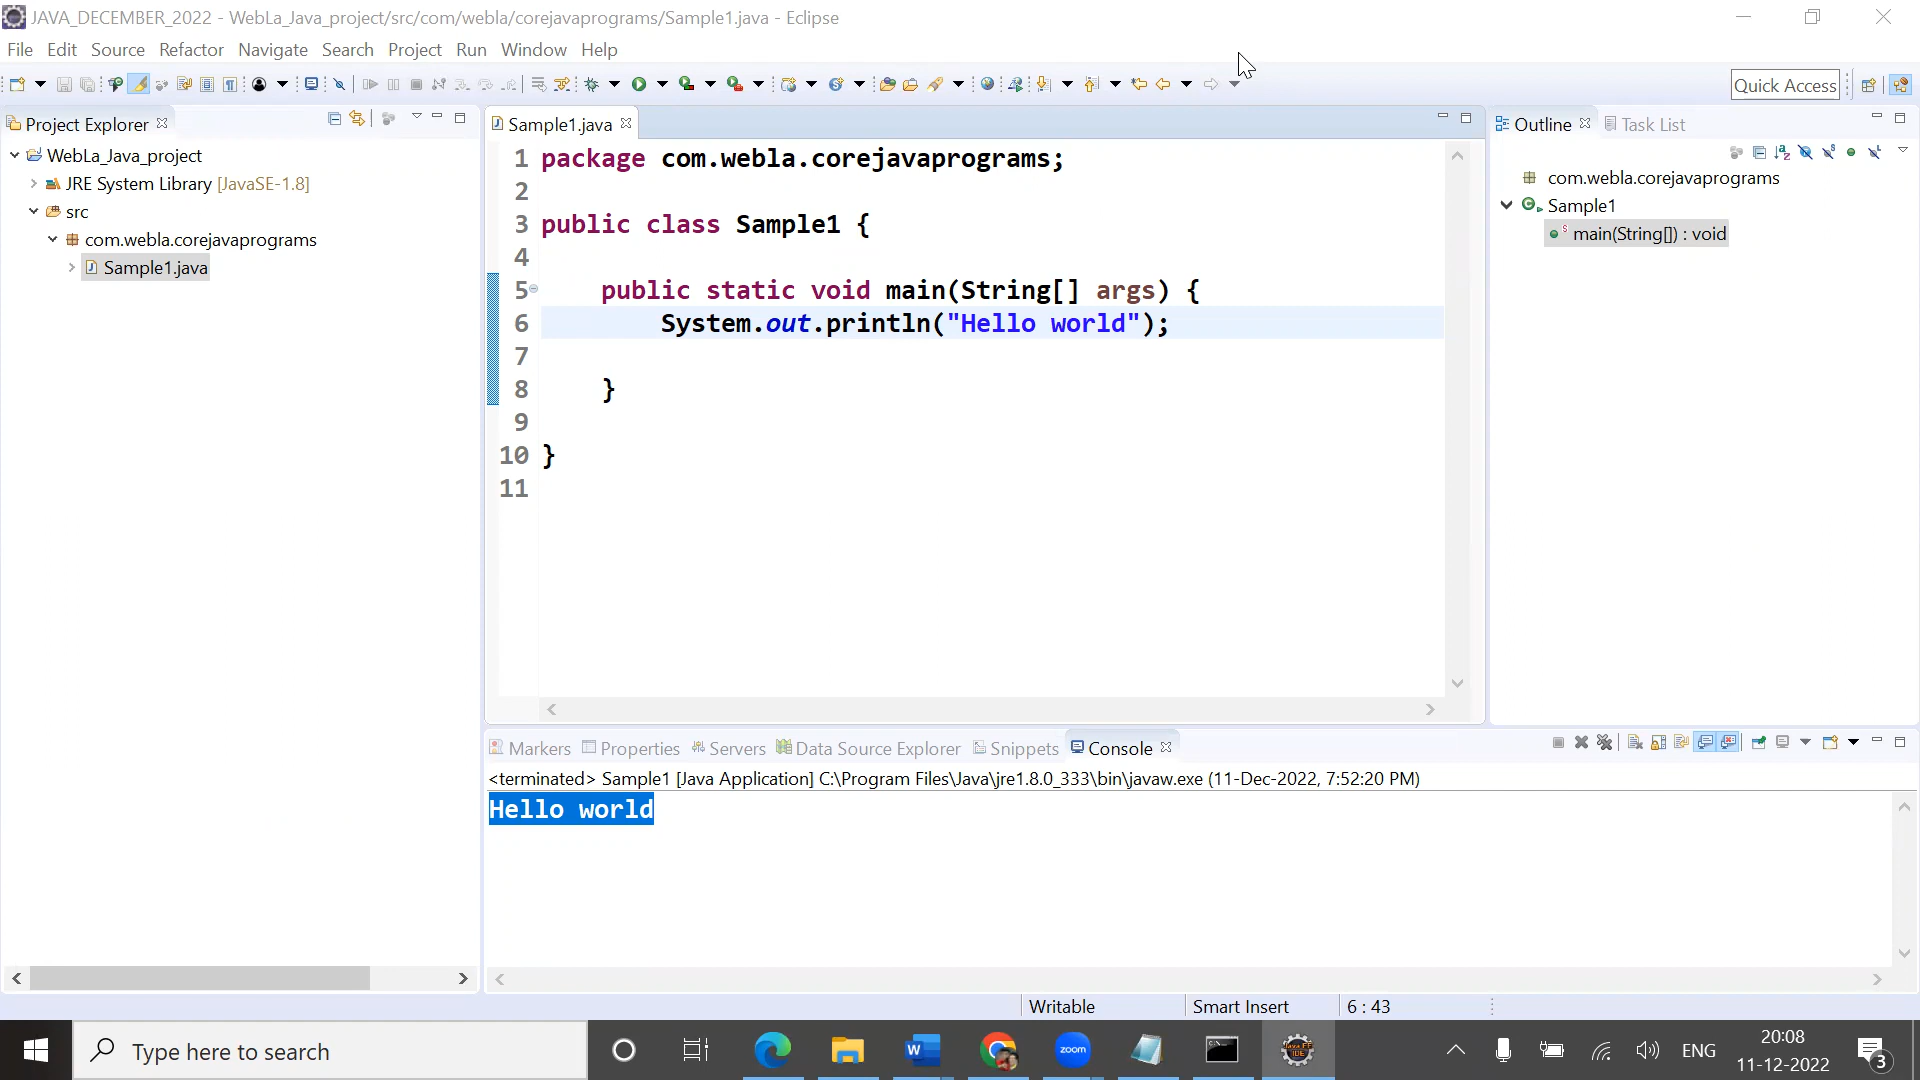 JAVA_DECEMBER_2022 - WebLa_Java_project/src/com/webla/corejavaprograms/Sample1.java - Eclipse
File Edit Source Refactor Navigate Search Project Run Window Help
Quick Access
Project Explorer
WebLa_Java_project
JRE System Library [JavaSE-1.8]
src
com.webla.corejavaprograms
Sample1.java
Sample1.java
1 package com.webla.corejavaprograms;
2
3 public class Sample1 {
4
5 public static void main(String[] args) {
6 System.out.println("Hello world");
7
8 }
9
10 }
11
Outline Task List
com.webla.corejavaprograms
Sample1
main(String[]) : void
Markers Properties Servers Data Source Explorer Snippets Console
<terminated> Sample1 [Java Application] C:\Program Files\Java\jre1.8.0_333\bin\javaw.exe (11-Dec-2022, 7:52:20 PM)
Hello world
Writable Smart Insert 6 : 43
Type here to search
zoom
ENG
20:08
11-12-2022
3